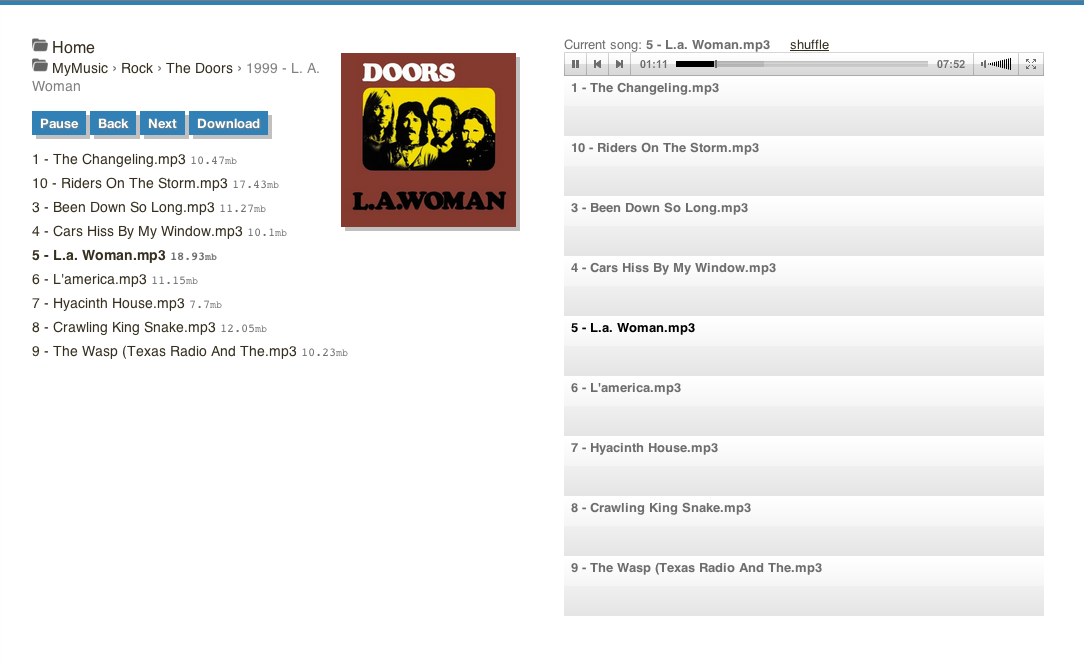 Home
MyMusic › Rock › The Doors › 1999 - L. A.
Woman
Pause Back Next Download
1 - The Changeling.mp3 10.47mb
10 - Riders On The Storm.mp3 17.43mb
3 - Been Down So Long.mp3 11.27mb
4 - Cars Hiss By My Window.mp3 10.1mb
5 - L.a. Woman.mp3 18.93mb
6 - L'america.mp3 11.15mb
7 - Hyacinth House.mp3 7.7mb
8 - Crawling King Snake.mp3 12.05mb
9 - The Wasp (Texas Radio And The.mp3 10.23mb
DOORS
L.A.WOMAN
Current song: 5 - L.a. Woman.mp3 shuffle
01:11 07:52
1 - The Changeling.mp3
10 - Riders On The Storm.mp3
3 - Been Down So Long.mp3
4 - Cars Hiss By My Window.mp3
5 - L.a. Woman.mp3
6 - L'america.mp3
7 - Hyacinth House.mp3
8 - Crawling King Snake.mp3
9 - The Wasp (Texas Radio And The.mp3